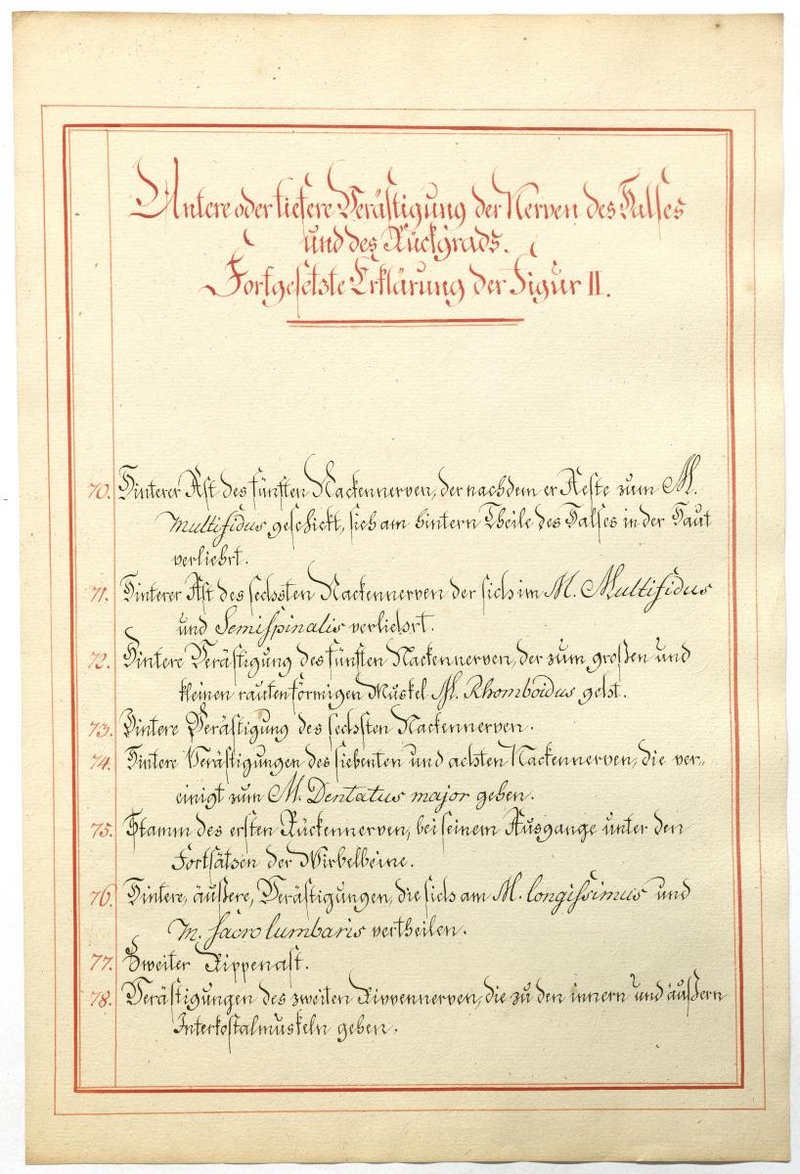 Untere oder tiefere Verästigung der Nerven des Halses
und des Rückgrads.
Fortgesetzte Erklärung der Figur II.
70. Hinterer Ast des fünften Nackennerven, der nachdem er Aeste zum M.
Multifidus geschickt, sich am hintern Theile des Halses in der Haut
verliehrt.
71. Hinterer Ast des sechsten Nackennerven der sich im M. Multifidus
und Semispinalis verliehrt.
72. Hintere Verästigung des fünften Nackennerven, der zum großen und
kleinen rautenförmigen Muskel M. Rhomboidus geht.
73. Hintere Verästigung des sechsten Nackennerven.
74. Hintere Verästigungen des siebenten und achten Nackennerven, die ver-
einigt zum M. Dentatus major gehen.
75. Stamm des ersten Rückennerven, bei seinem Ausgange unter den
Fortsätzen der Wirbelbeine.
76. Hintere, äußere, Verästigungen, die sich am M. longissimus und
M. sacro lumbaris vertheilen.
77. Zweiter Rippenast.
78. Verästigungen des zweiten Rippennerven, die zu den innern und äußern
Interkostalmuskeln gehen.